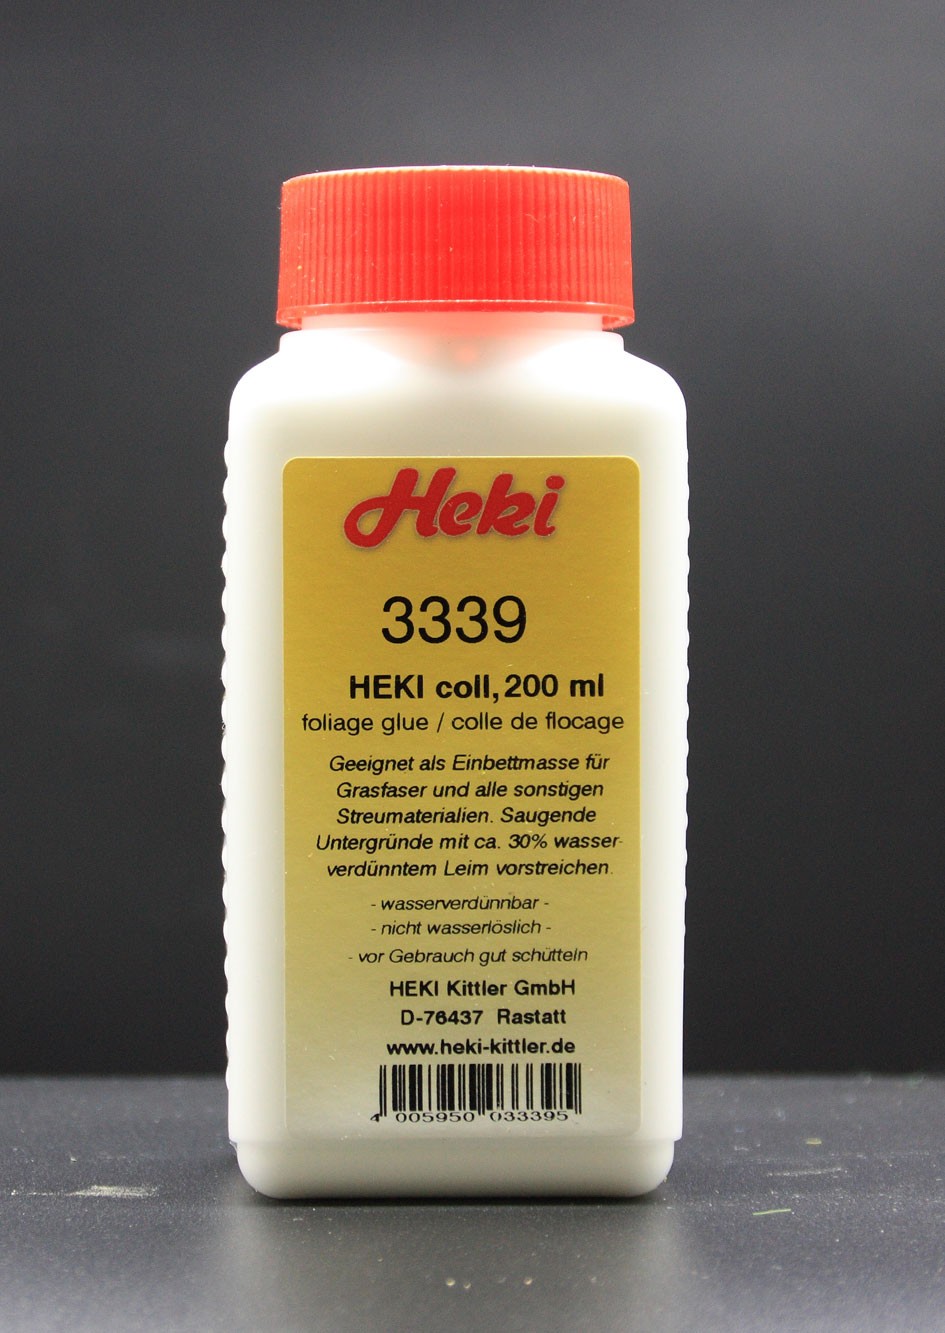 Heki
3339
HEKI coll, 200 ml
foliage glue / colle de flocage
Geeignet als Einbettmasse für
Grasfaser und alle sonstigen
Streumaterialien. Saugende
Untergründe mit ca. 30% wasser-
verdünntem Leim vorstreichen.
- wasserverdünnbar -
- nicht wasserlöslich -
- vor Gebrauch gut schütteln
HEKI Kittler GmbH
D-76437 Rastatt
www.heki-kittler.de
4 005950 033395